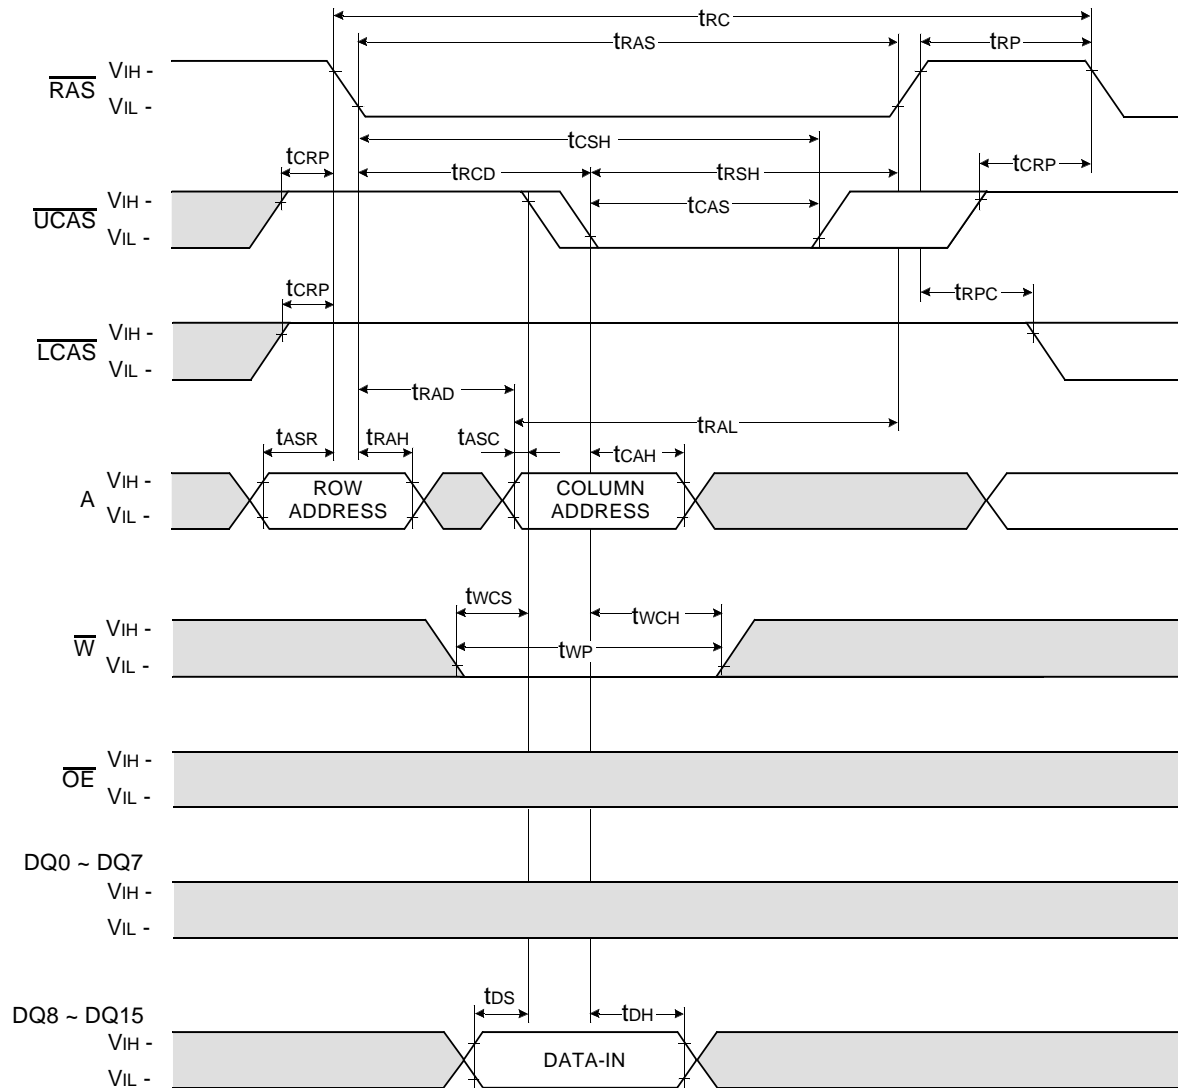 tRC
tRAS
tRP
RAS
VIH -
VIL -
tCSH
tCRP
tRCD
tRSH
tCRP
UCAS
VIH -
VIL -
tCAS
tCRP
tRPC
LCAS
VIH -
VIL -
tRAD
tRAL
tASR
tRAH
tASC
tCAH
A
VIH -
VIL -
ROW
ADDRESS
COLUMN
ADDRESS
tWCS
tWCH
W
VIH -
VIL -
tWP
OE
VIH -
VIL -
DQ0 ~ DQ7
VIH -
VIL -
tDS
tDH
DQ8 ~ DQ15
VIH -
VIL -
DATA-IN